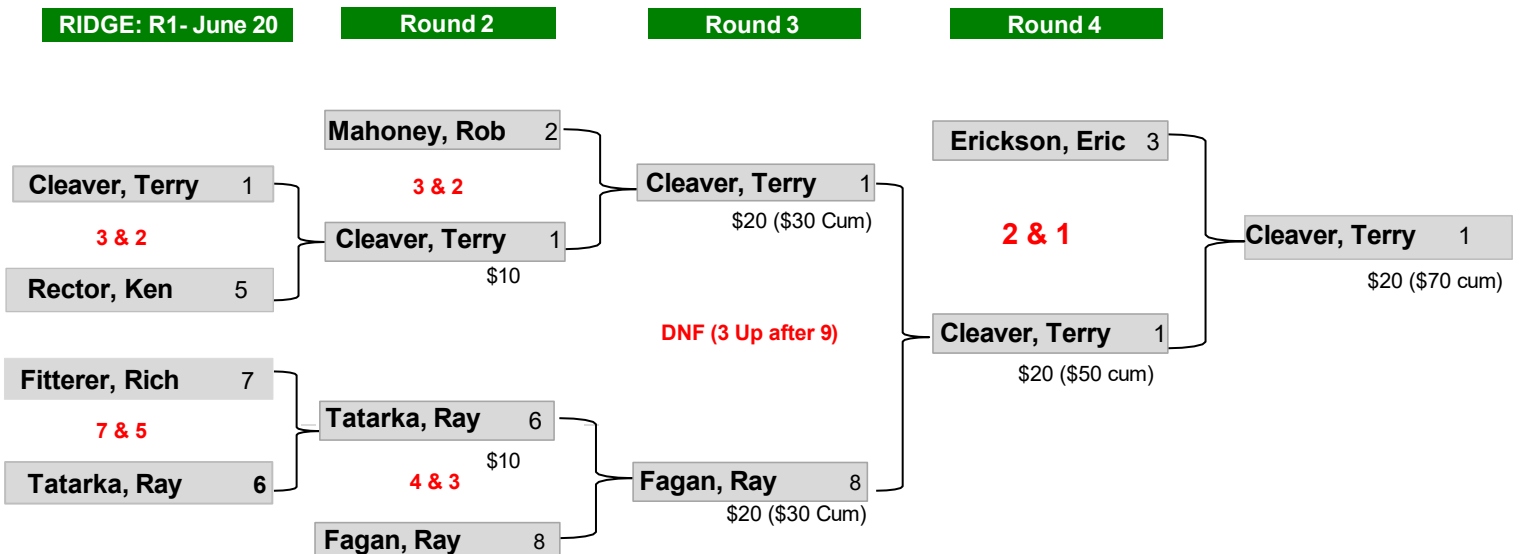 RIDGE: R1- June 20
Round 2
Round 3
Round 4
Mahoney, Rob 2
Erickson, Eric 3
Cleaver, Terry 1
3 & 2
Cleaver, Terry 1
$20 ($30 Cum)
3 & 2
Cleaver, Terry 1
$10
2 & 1
Cleaver, Terry 1
$20 ($70 cum)
Rector, Ken 5
DNF (3 Up after 9)
Cleaver, Terry 1
$20 ($50 cum)
Fitterer, Rich 7
7 & 5
Tatarka, Ray 6
$10
Tatarka, Ray 6
4 & 3
Fagan, Ray 8
$20 ($30 Cum)
Fagan, Ray 8